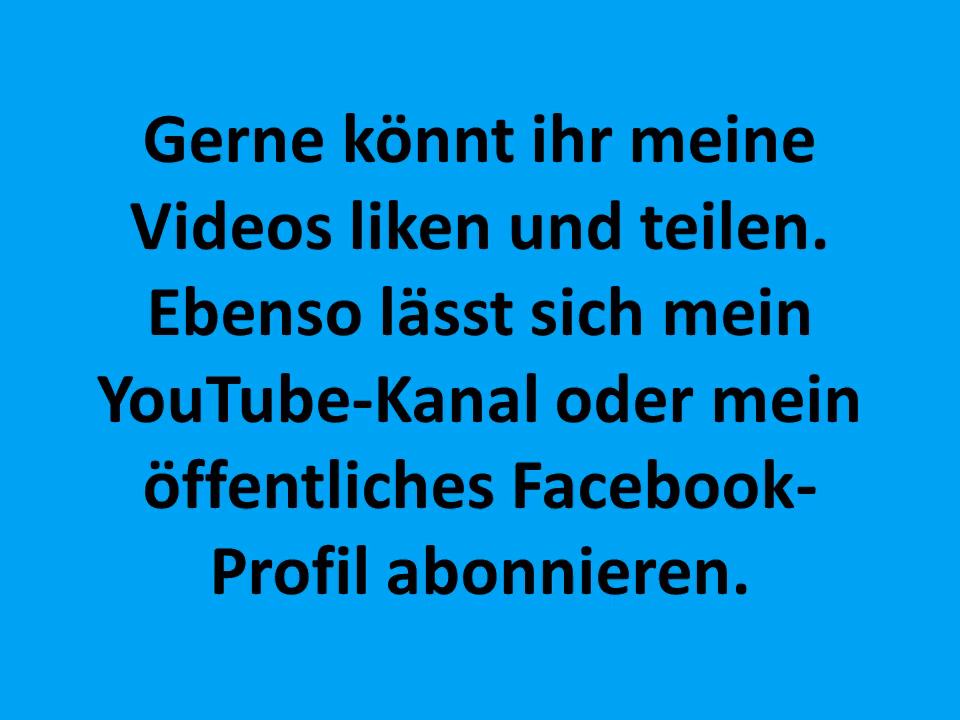 Gerne könnt ihr meine
Videos liken und teilen.
Ebenso lässt sich mein
YouTube-Kanal oder mein
öffentliches Facebook-
Profil abonnieren.